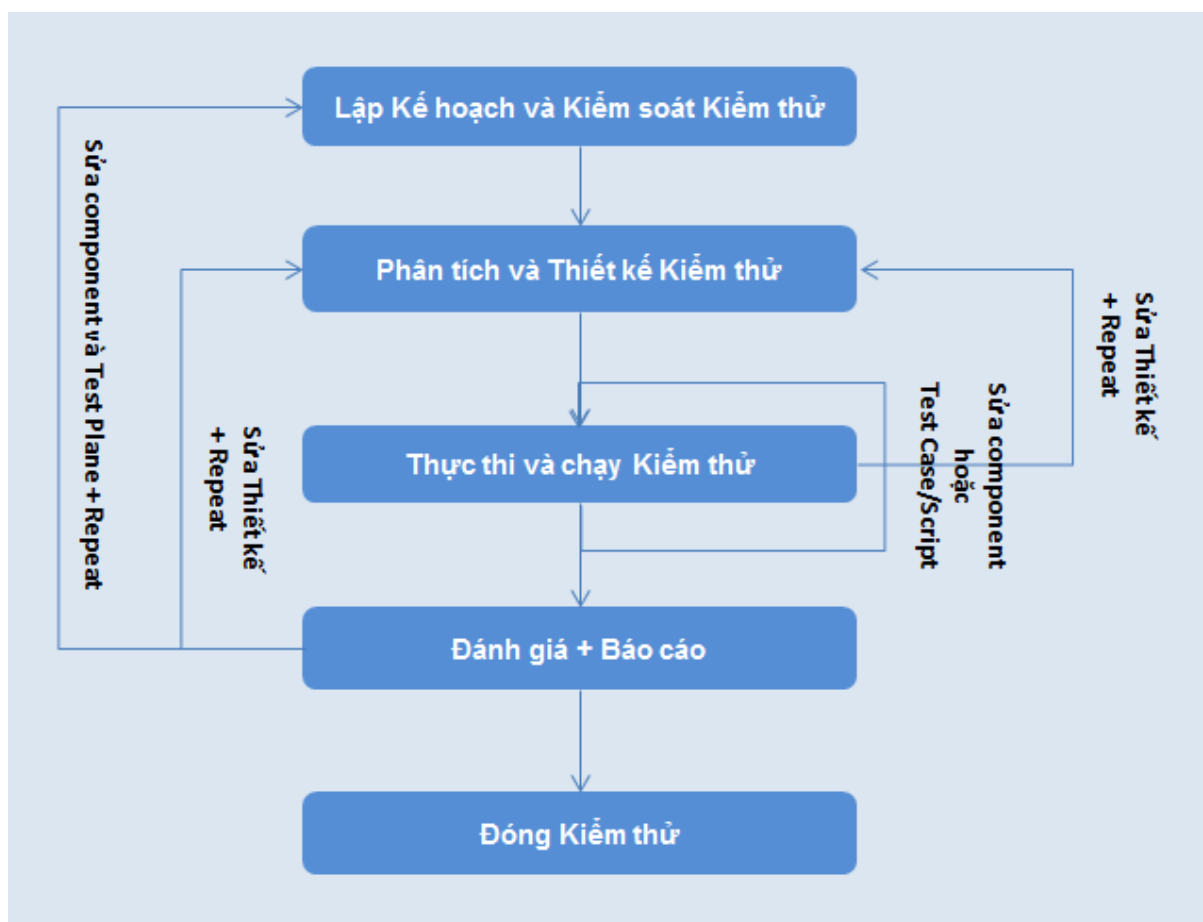 Lập Kế hoạch và Kiểm soát Kiểm thử
Phân tích và Thiết kế Kiểm thử
Thực thi và chạy Kiểm thử
Đánh giá + Báo cáo
Đóng Kiểm thử
Sửa component và Test Plane + Repeat
Sửa Thiết kế
+ Repeat
Sửa component
hoặc
Test Case/Script
Sửa Thiết kế
+ Repeat